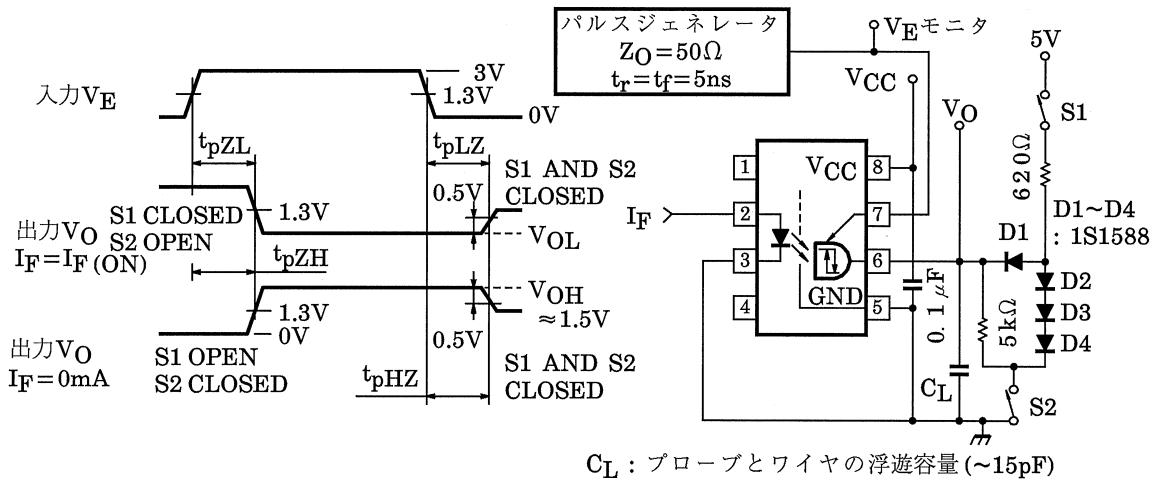 入力VE
3V
1.3V
0V
tpZL
tpLZ
0.5V
S1 AND S2
CLOSED
S1 CLOSED
S2 OPEN
1.3V
出力VO
IF=IF(ON)
VOL
tpZH
VOH
≈1.5V
1.3V
0V
0.5V
出力VO
IF=0mA
S1 OPEN
S2 CLOSED
S1 AND S2
CLOSED
tpHZ
パルスジェネレータ
ZO=50Ω
tr=tf=5ns
VEモニタ
VCC
VO
5V
S1
620Ω
D1~D4
:1S1588
IF
1
2
3
4
VCC
GND
8
7
6
5
0.1μF
D1
D2
D3
D4
5kΩ
CL
S2
CL:プローブとワイヤの浮遊容量(~15pF)